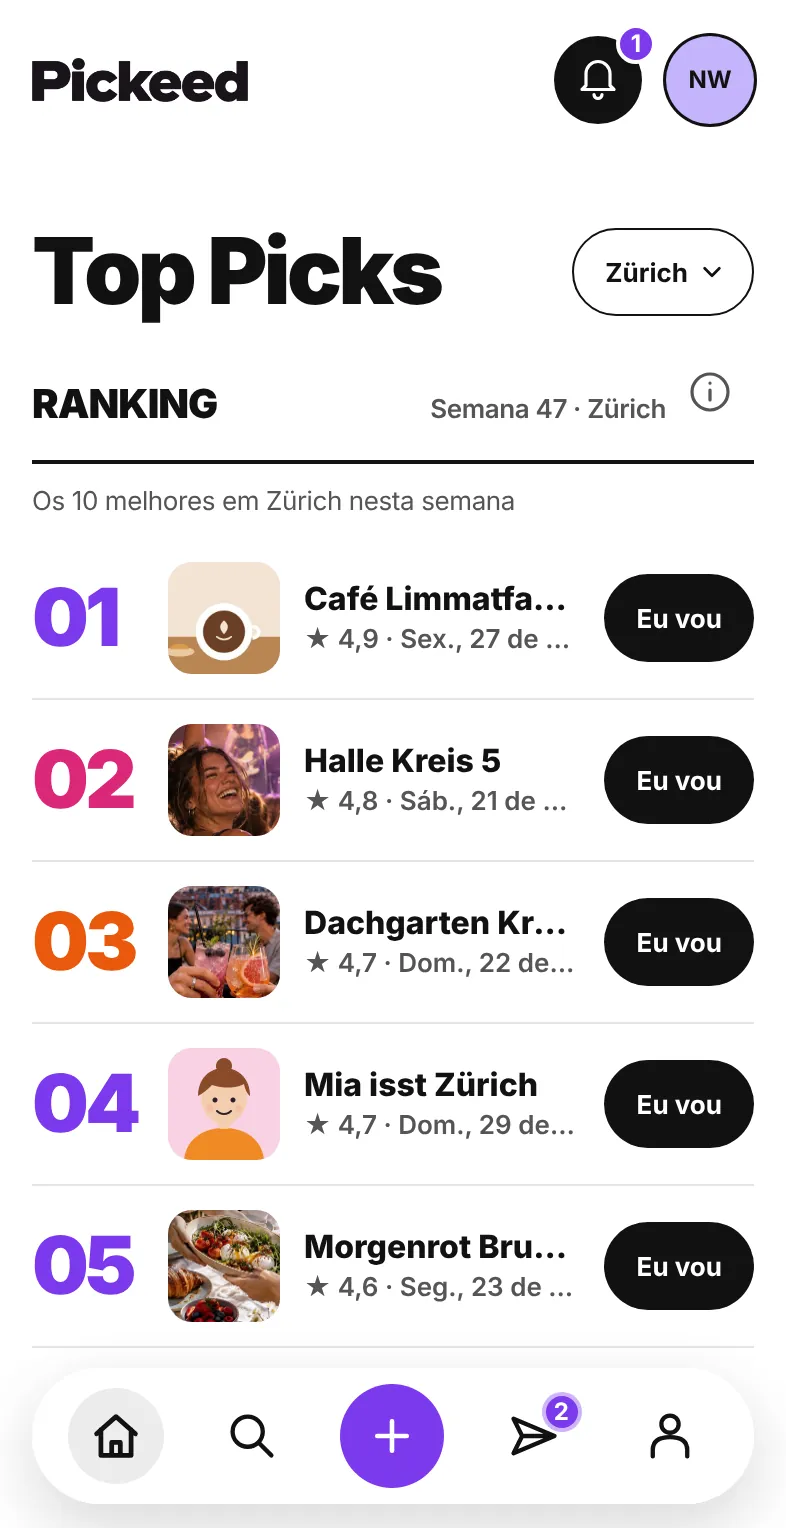 Pickeed
1
NW
Top Picks
Zürich
RANKING
Semana 47 · Zürich
Os 10 melhores em Zürich nesta semana
01
Café Limmatfa...
★ 4,9 · Sex., 27 de ...
Eu vou
02
Halle Kreis 5
★ 4,8 · Sáb., 21 de ...
Eu vou
03
Dachgarten Kr...
★ 4,7 · Dom., 22 de...
Eu vou
04
Mia isst Zürich
★ 4,7 · Dom., 29 de...
Eu vou
05
Morgenrot Bru...
★ 4,6 · Seg., 23 de ...
Eu vou
2